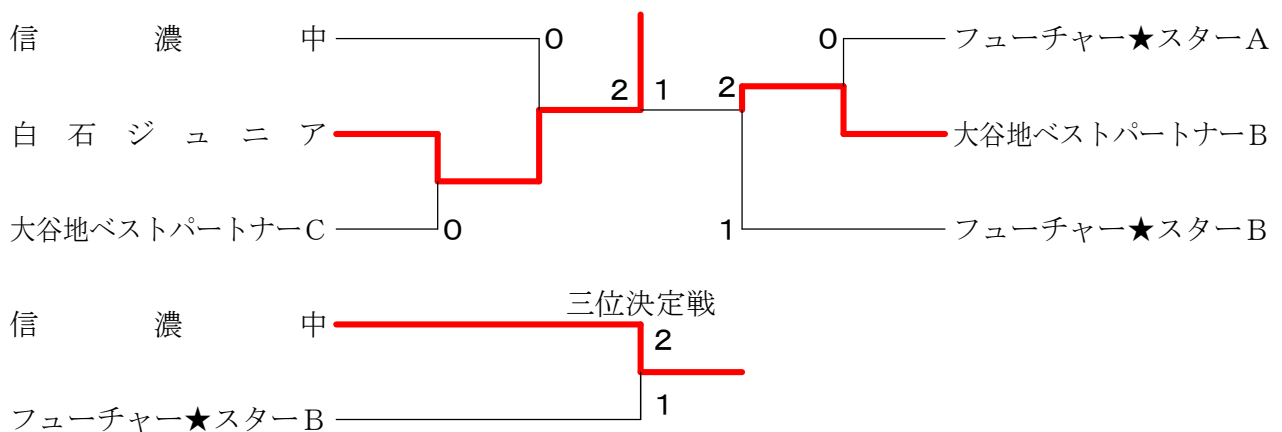 信濃中 0 0 フューチャー★スターA
2 1 2
白石ジュニア 大谷地ベストパートナーB
大谷地ベストパートナーC 0 1 フューチャー★スターB
三位決定戦
信濃中 2
フューチャー★スターB 1